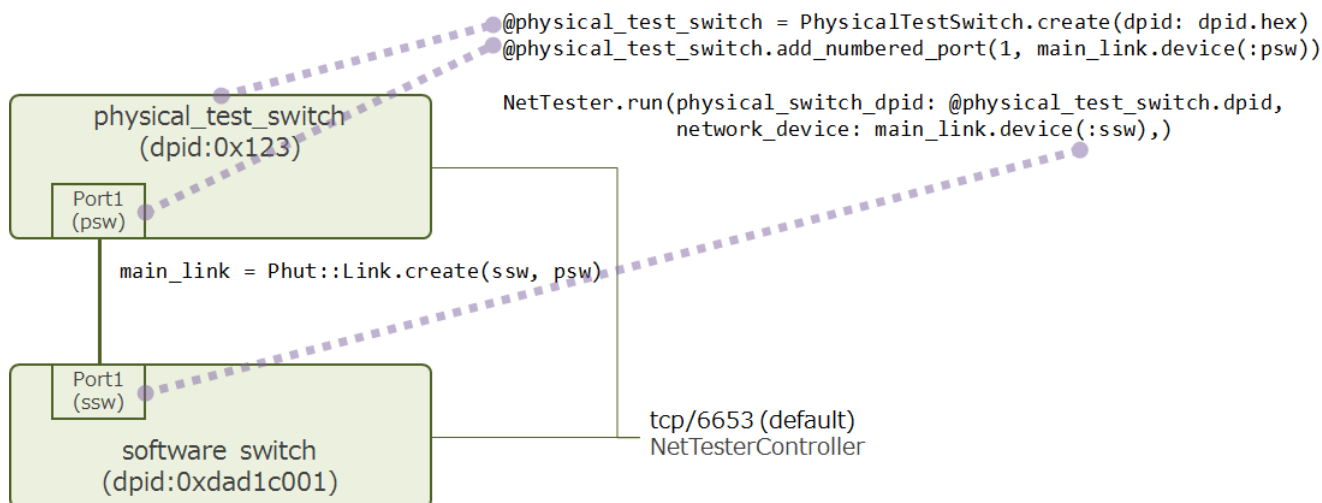 @physical_test_switch = PhysicalTestSwitch.create(dpid: dpid.hex)
@physical_test_switch.add_numbered_port(1, main_link.device(:psw))
NetTester.run(physical_switch_dpid: @physical_test_switch.dpid,
network_device: main_link.device(:ssw),)
physical_test_switch
(dpid:0x123)
Port1
(psw)
main_link = Phut::Link.create(ssw, psw)
Port1
(ssw)
software switch
(dpid:0xdad1c001)
tcp/6653 (default)
NetTesterController